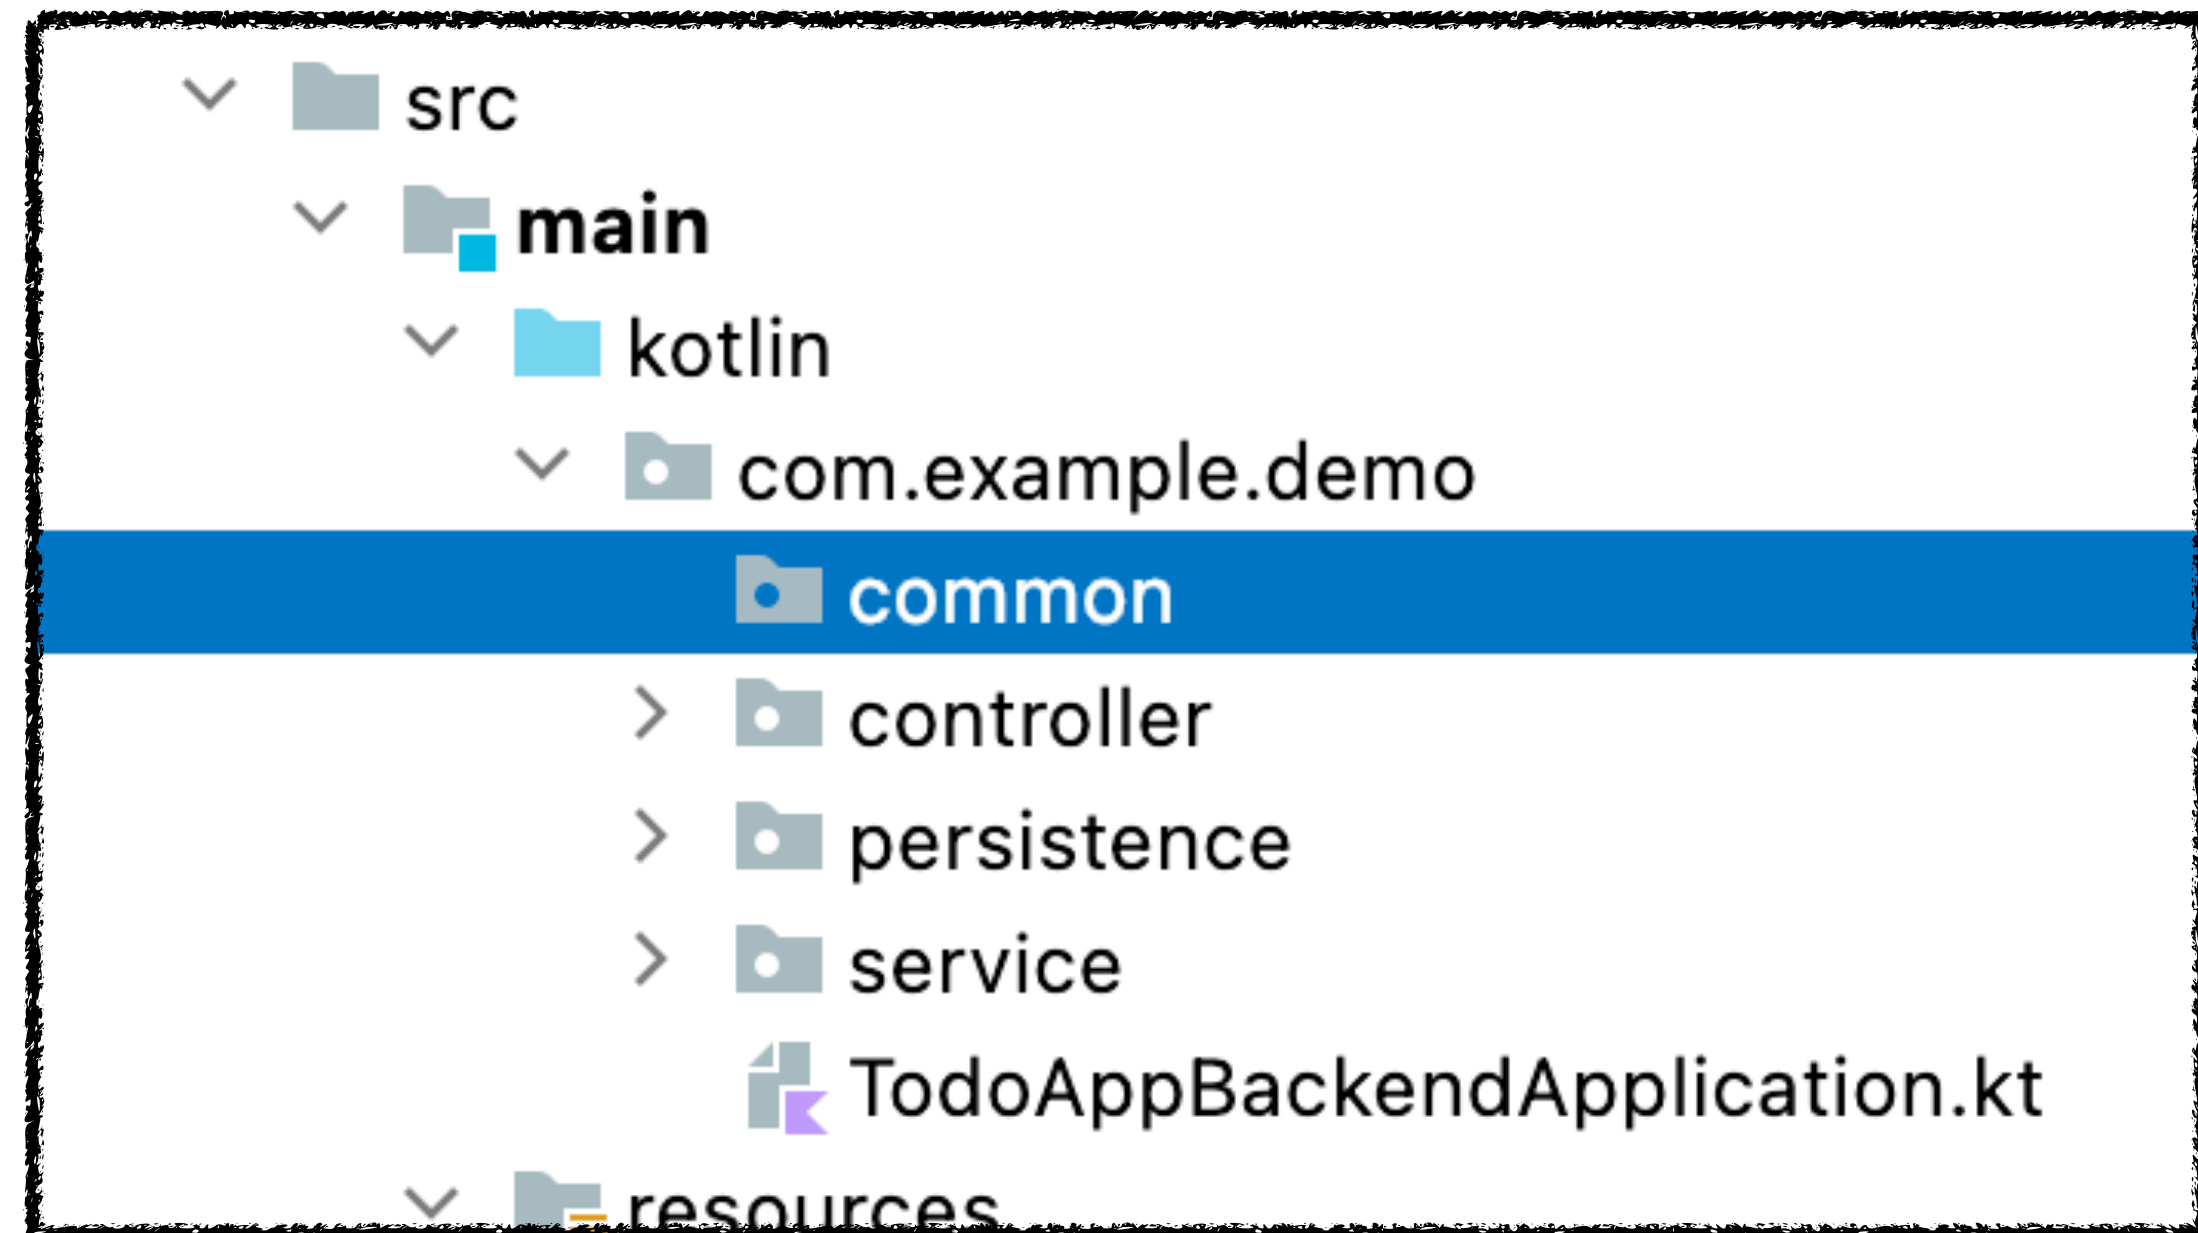 src
main
kotlin
com.example.demo
common
controller
persistence
service
TodoAppBackendApplication.kt
resources